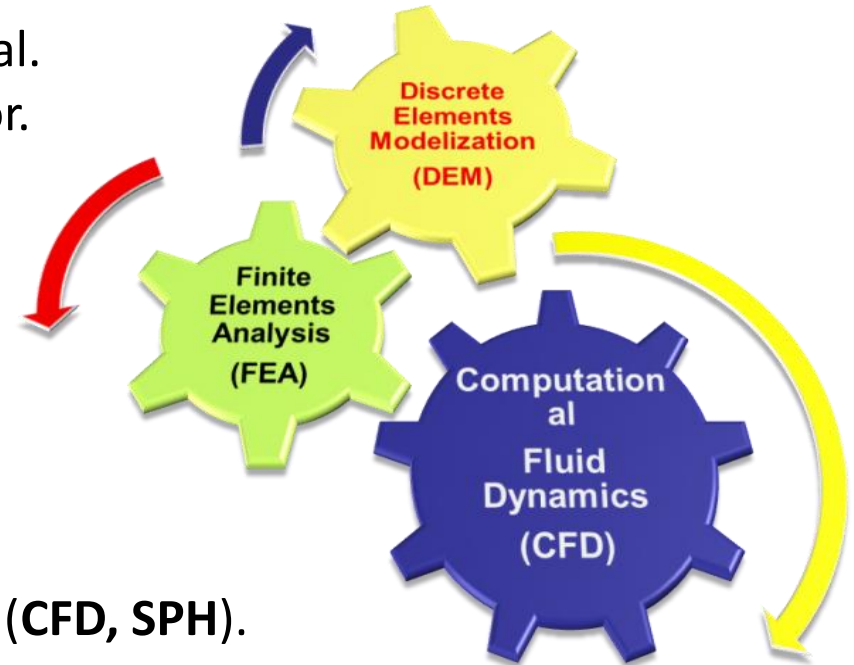 al.
or.
Discrete
Elements
Modelization
(DEM)
Finite
Elements
Analysis
(FEA)
Computation
al
Fluid
Dynamics
(CFD)
(CFD, SPH).